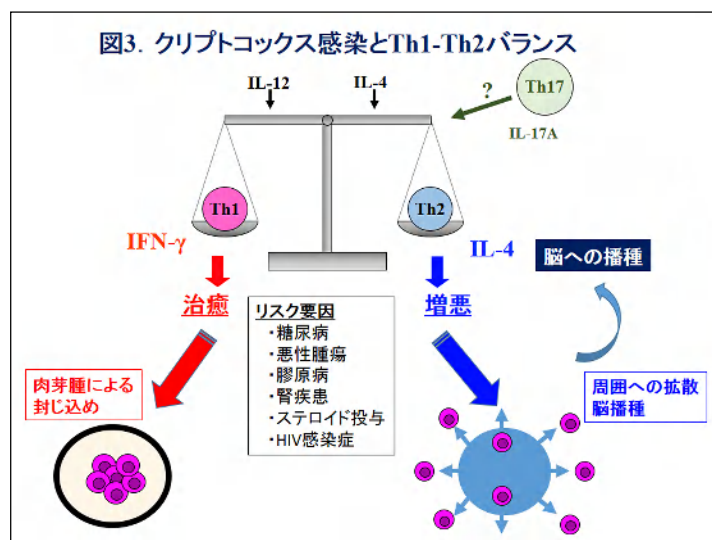 図3. クリプトコックス感染とTh1-Th2バランス
IL-12
IL-4
?
Th17
IL-17A
Th1
Th2
IFN-γ
IL-4
脳への播種
治癒
増悪
リスク要因
・糖尿病
・悪性腫瘍
・膠原病
・腎疾患
・ステロイド投与
・HIV感染症
肉芽腫による
封じ込め
周囲への拡散
脳播種